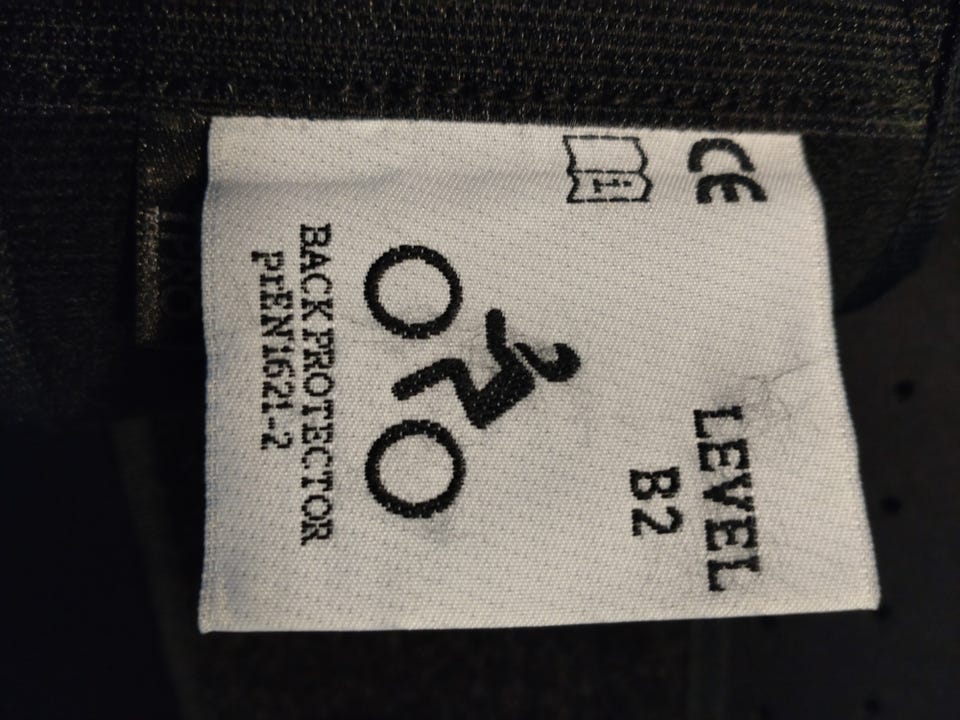 CE
i
LEVEL
B2
BACK PROTECTOR
prEN1621-2